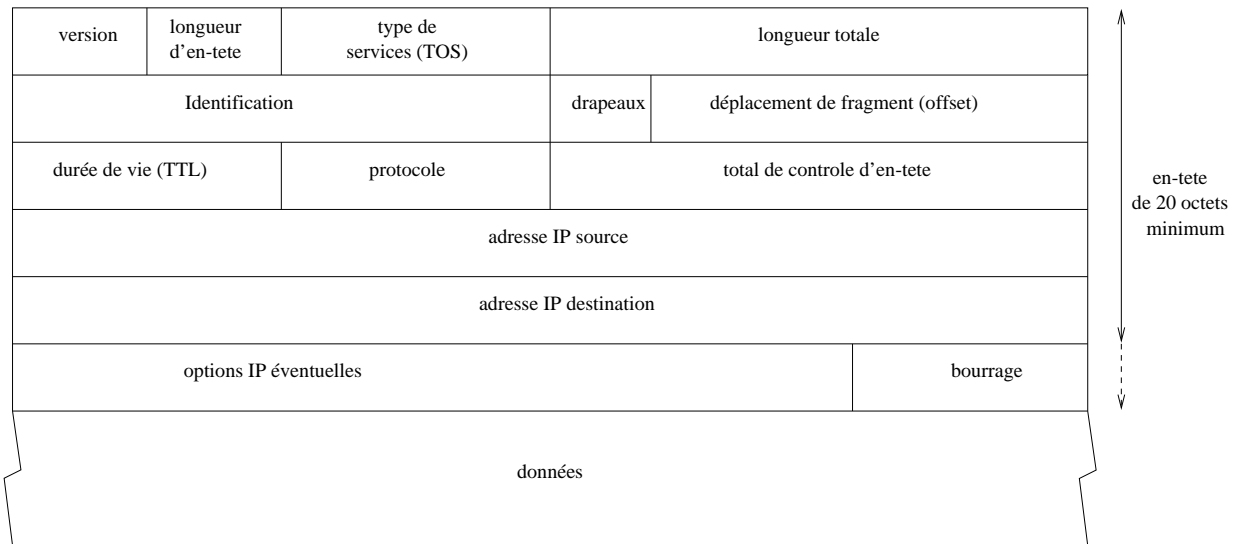 version
longueur
d'en-tete
type de
services (TOS)
longueur totale
Identification
drapeaux
déplacement de fragment (offset)
durée de vie (TTL)
protocole
total de controle d'en-tete
adresse IP source
adresse IP destination
options IP éventuelles
bourrage
données
en-tete
de 20 octets
minimum